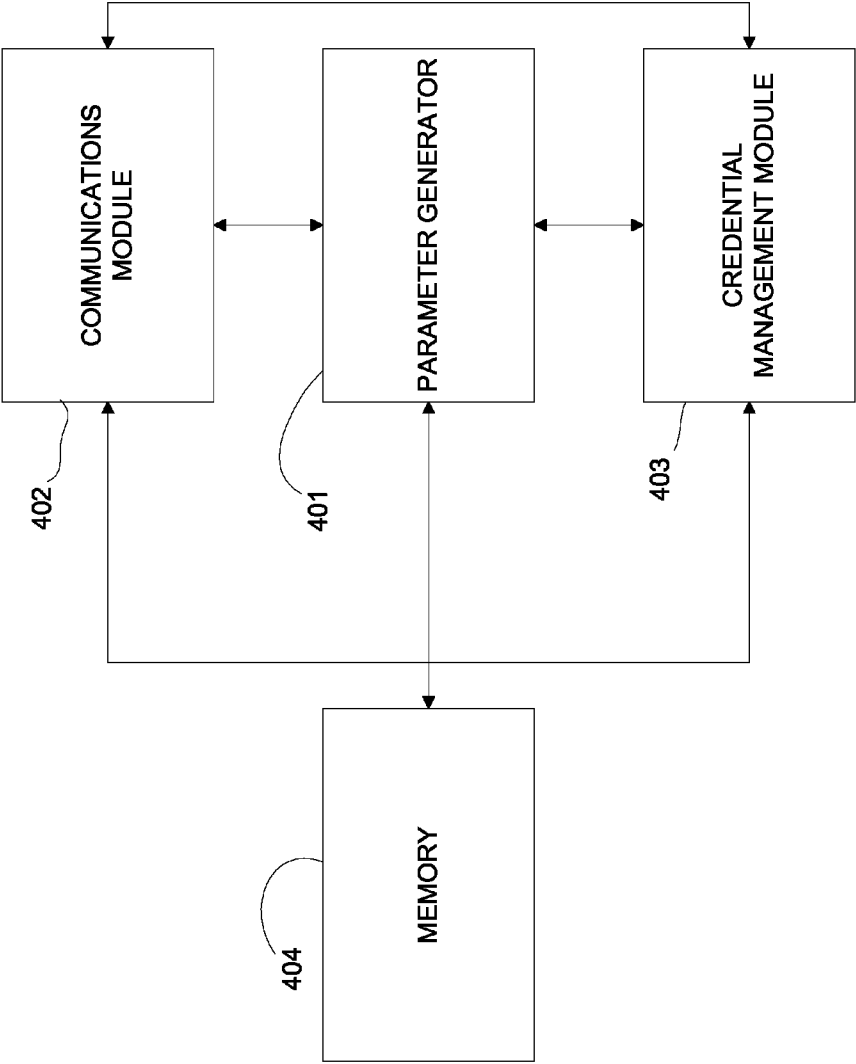 COMMUNICATIONS
MODULE
402
PARAMETER GENERATOR
401
CREDENTIAL
MANAGEMENT MODULE
403
MEMORY
404